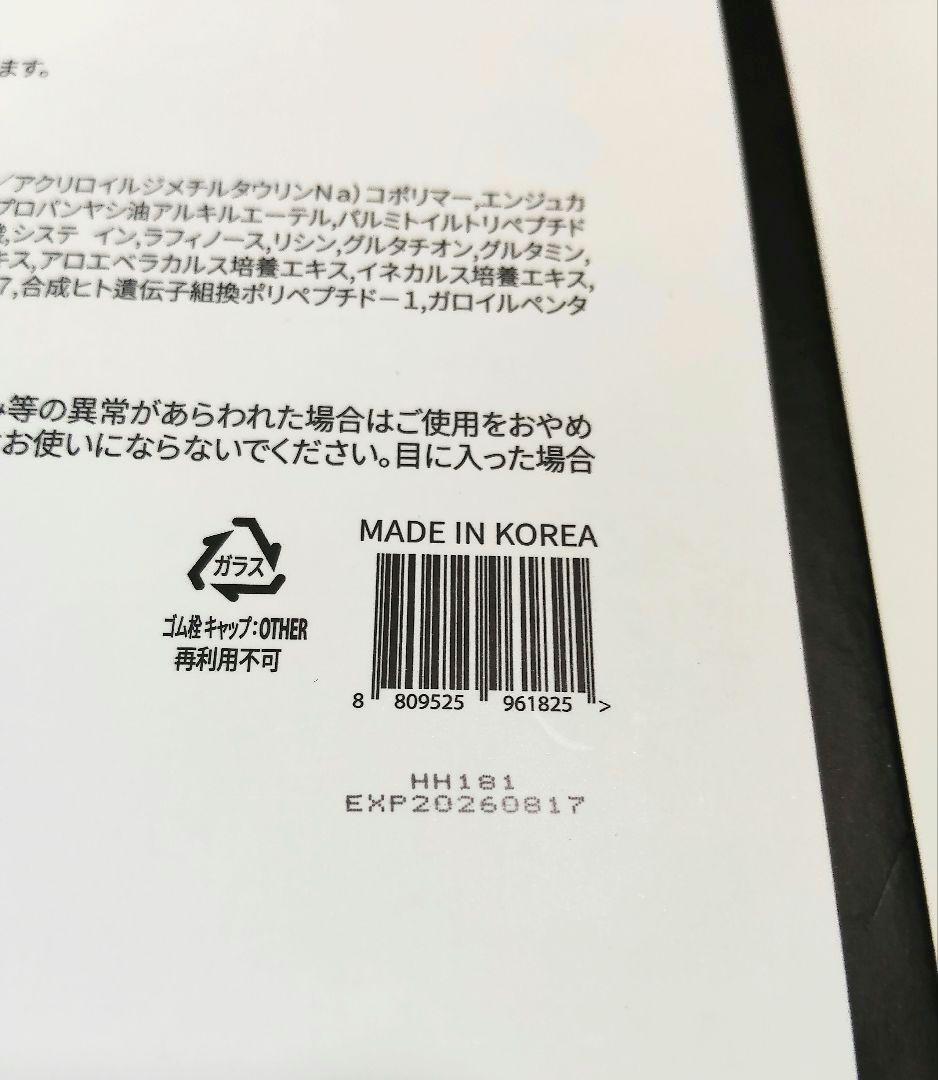 ます。
／アクリロイルジメチルタウリンNa）コポリマー,エンジュカ
プロパンヤシ油アルキルエーテル,パルミトイルトリペプチド
,システ イン,ラフィノース,リシン,グルタチオン,グルタミン,
キス,アロエベラカルス培養エキス,イネカルス培養エキス,
7,合成ヒト遺伝子組換ポリペプチドー1,ガロイルペンタ
み等の異常があらわれた場合はご使用をおやめ
お使いにならないでください。目に入った場合
MADE IN KOREA
ガラス
ゴム栓 キャップ:OTHER
再利用不可
8 809525 961825 >
HH181
EXP20260817